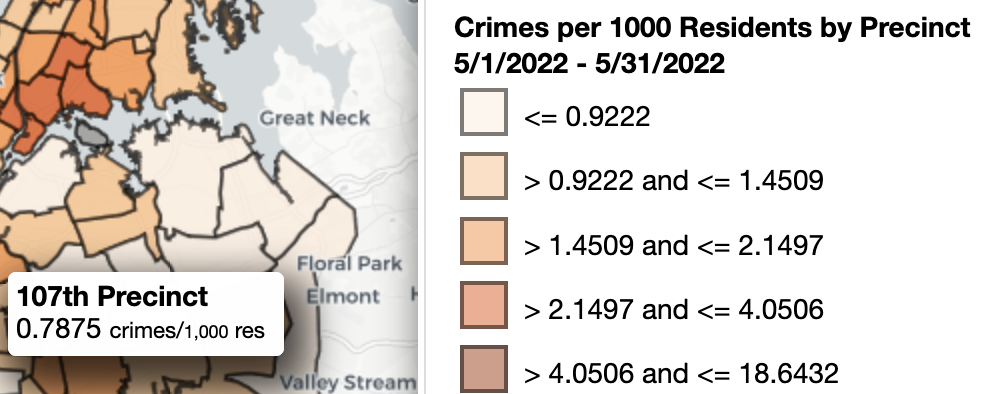 Great Neck
Floral Park
Elmont
107th Precinct
0.7875 crimes/1,000 res
Valley Stream
Crimes per 1000 Residents by Precinct
5/1/2022 - 5/31/2022
<= 0.9222
> 0.9222 and <= 1.4509
> 1.4509 and <= 2.1497
> 2.1497 and <= 4.0506
> 4.0506 and <= 18.6432